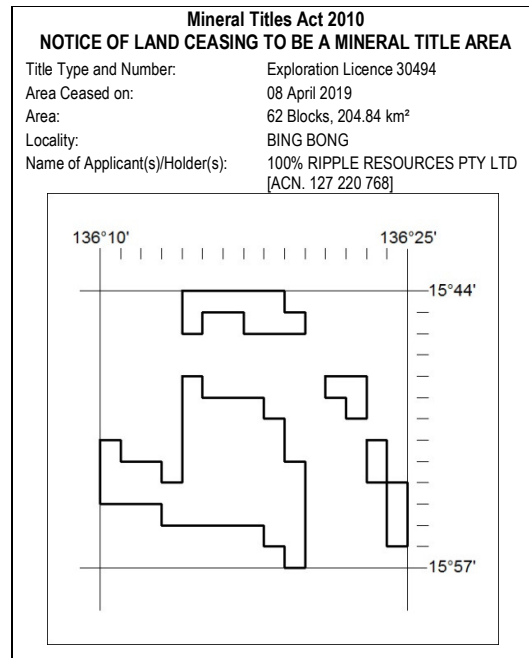 Mineral Titles Act 2010
NOTICE OF LAND CEASING TO BE A MINERAL TITLE AREA
Title Type and Number: Exploration Licence 30494
Area Ceased on: 08 April 2019
Area: 62 Blocks, 204.84 km²
Locality: BING BONG
Name of Applicant(s)/Holder(s): 100% RIPPLE RESOURCES PTY LTD
[ACN. 127 220 768]
136°10' 136°25'
15°44'
15°57'